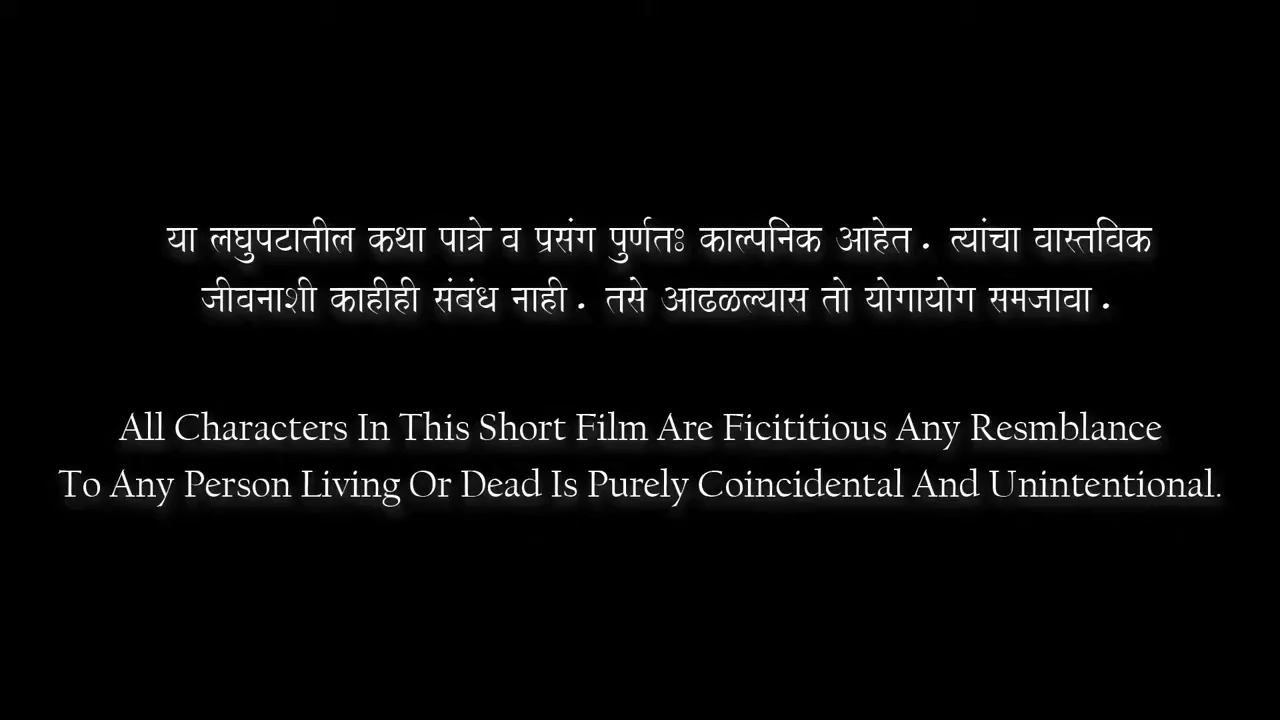 या लघुपटातील कथा पात्रे व प्रसंग पुर्णतः काल्पनिक आहेत. त्यांचा वास्तविक
जीवनाशी काहीही संबंध नाही. तसे आढळल्यास तो योगायोग समजावा.
All Characters In This Short Film Are Ficititious Any Resmblance
To Any Person Living Or Dead Is Purely Coincidental And Unintentional.